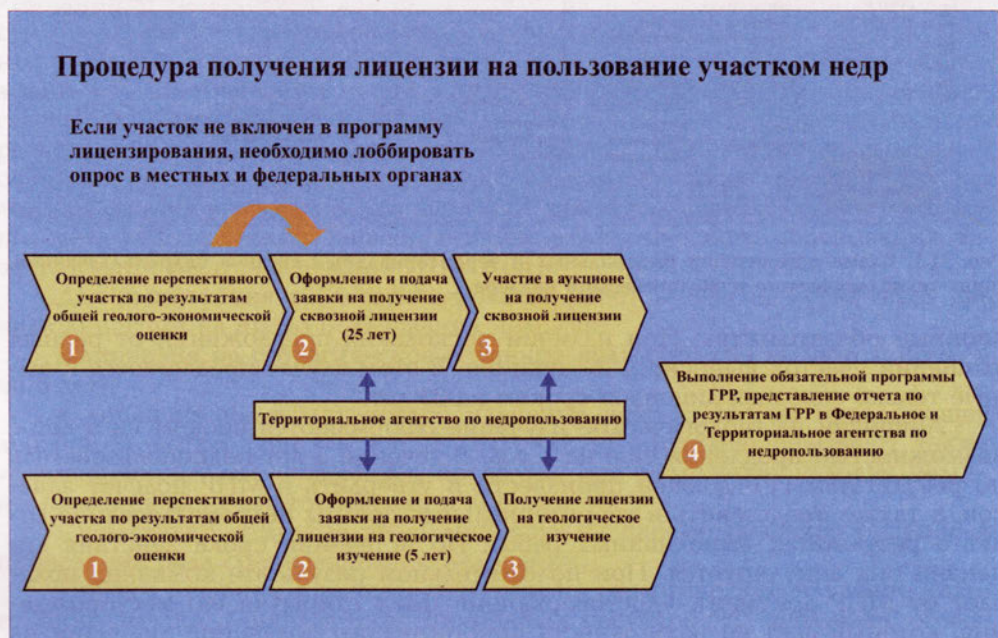 Процедура получения лицензии на пользование участком недр
Если участок не включен в программу
лицензирования, необходимо лоббировать
опрос в местных и федеральных органах
Определение перспективного
участка по результатам
общей геолого-экономической
оценки
1
Оформление и подача
заявки на получение
сквозной лицензии
(25 лет)
2
Участие в аукционе
на получение
сквозной лицензии
3
Территориальное агентство по недропользованию
Выполнение обязательной программы
ГРР, представление отчета по
результатам ГРР в Федеральное и
Территориальное агентства по
недропользованию
4
Определение перспективного
участка по результатам общей
геолого-экономической
оценки
1
Оформление и подача
заявки на получение
лицензии на геологическое
изучение (5 лет)
2
Получение лицензии
на геологическое
изучение
3